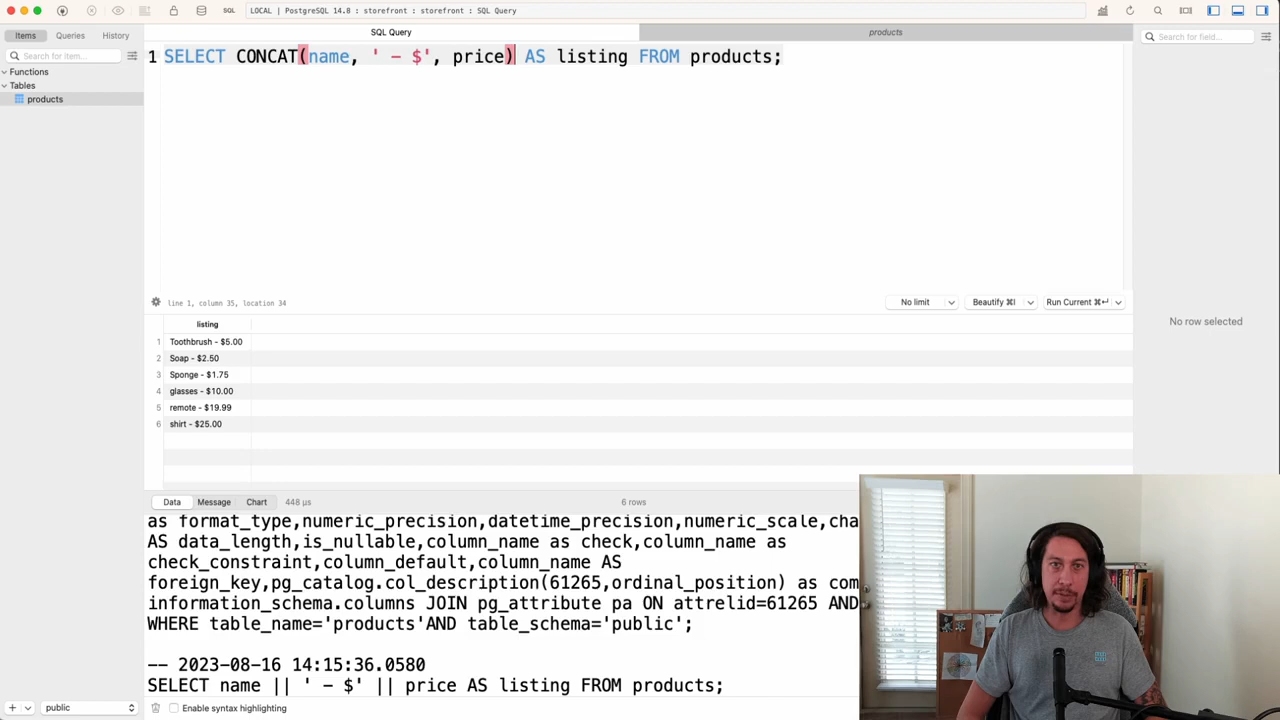 SQL
LOCAL | PostgreSQL 14.8 : storefront : storefront : SQL Query
Items Queries History
SQL Query
products
Search for item...
Search for field...
Functions
Tables
products
1 SELECT CONCAT(name, ' - $', price) AS listing FROM products;
line 1, column 35, location 34
No limit
Beautify ⌘I
Run Current ⌘↵
No row selected
listing
1 Toothbrush - $5.00
2 Soap - $2.50
3 Sponge - $1.75
4 glasses - $10.00
5 remote - $19.99
6 shirt - $25.00
Data Message Chart 448 µs 6 rows
as format_type,numeric_precision,datetime_precision,numeric_scale,cha
AS data_length,is_nullable,column_name as check,column_name as
check_constraint,column_default,column_name AS
foreign_key,pg_catalog.col_description(61265,ordinal_position) as com
information_schema.columns JOIN pg_attribute pa ON attrelid=61265 AND
WHERE table_name='products'AND table_schema='public';
-- 2023-08-16 14:15:36.0580
SELECT name || ' - $' || price AS listing FROM products;
+ public
Enable syntax highlighting